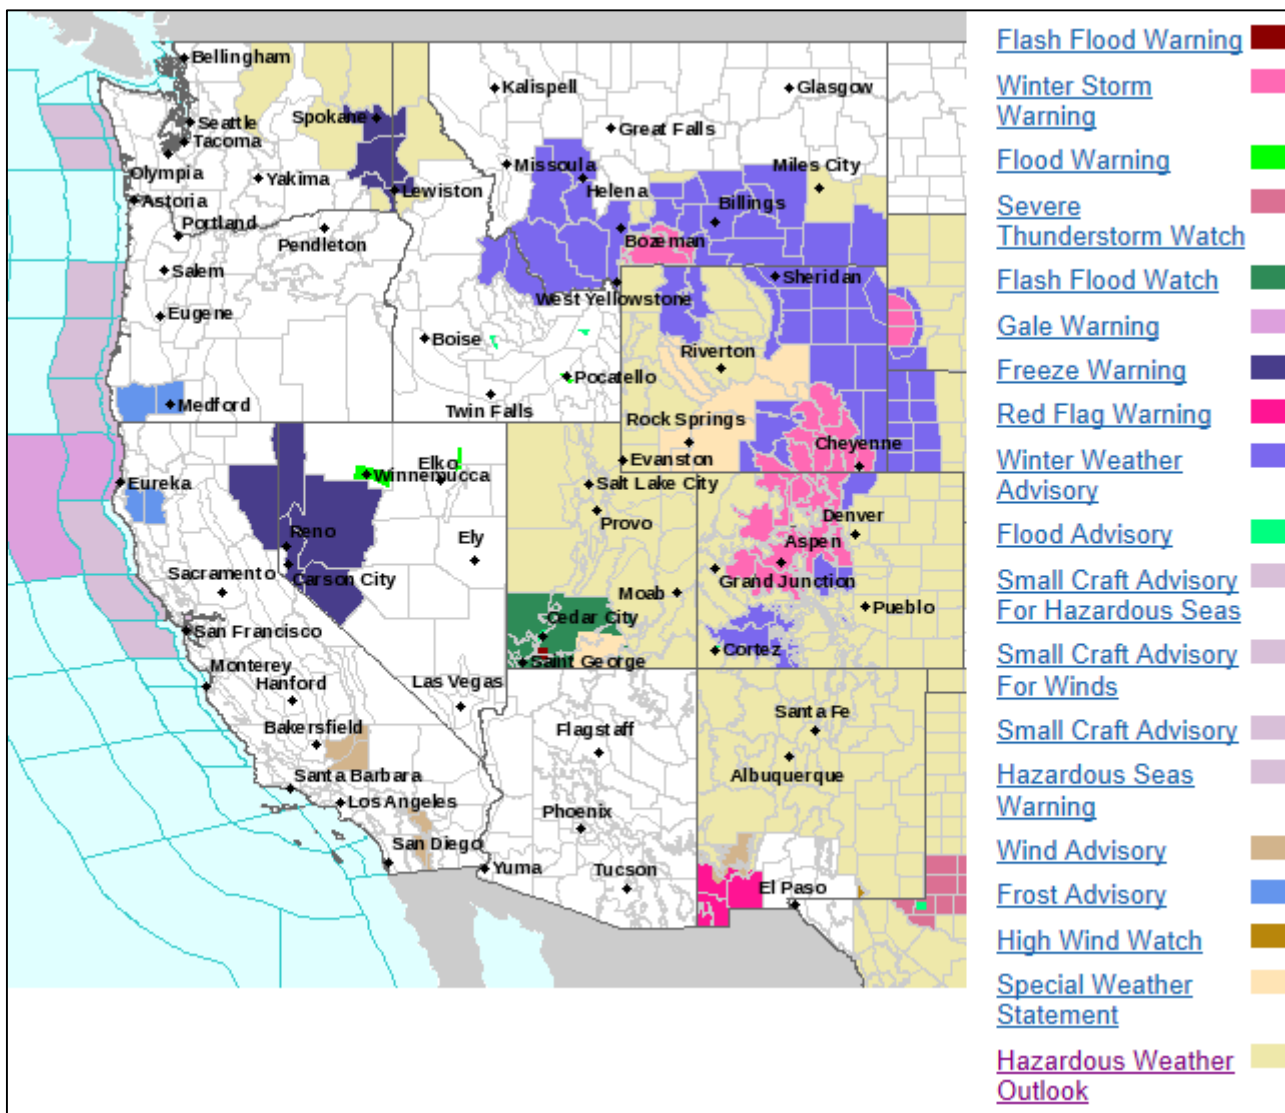 Bellingham
Kalispell
Glasgow
Seattle
Spokane
Great Falls
Tacoma
Olympia
Missoula
Miles City
Yakima
Helena
Lewiston
Astoria
Billings
Portland
Pendleton
Bozeman
Salem
Sheridan
West Yellowstone
Eugene
Boise
Riverton
Pocatello
Medford
Twin Falls
Rock Springs
Cheyenne
Elko
Evanston
Winnemucca
Eureka
Salt Lake City
Provo
Denver
Reno
Ely
Aspen
Sacramento
Carson City
Grand Junction
Moab
Pueblo
Cedar City
San Francisco
Cortez
Saint George
Monterey
Hanford
Las Vegas
Santa Fe
Bakersfield
Flagstaff
Albuquerque
Santa Barbara
Los Angeles
Phoenix
San Diego
Yuma
Tucson
El Paso
Flash Flood Warning
Winter Storm
Warning
Flood Warning
Severe
Thunderstorm Watch
Flash Flood Watch
Gale Warning
Freeze Warning
Red Flag Warning
Winter Weather
Advisory
Flood Advisory
Small Craft Advisory
For Hazardous Seas
Small Craft Advisory
For Winds
Small Craft Advisory
Hazardous Seas
Warning
Wind Advisory
Frost Advisory
High Wind Watch
Special Weather
Statement
Hazardous Weather
Outlook